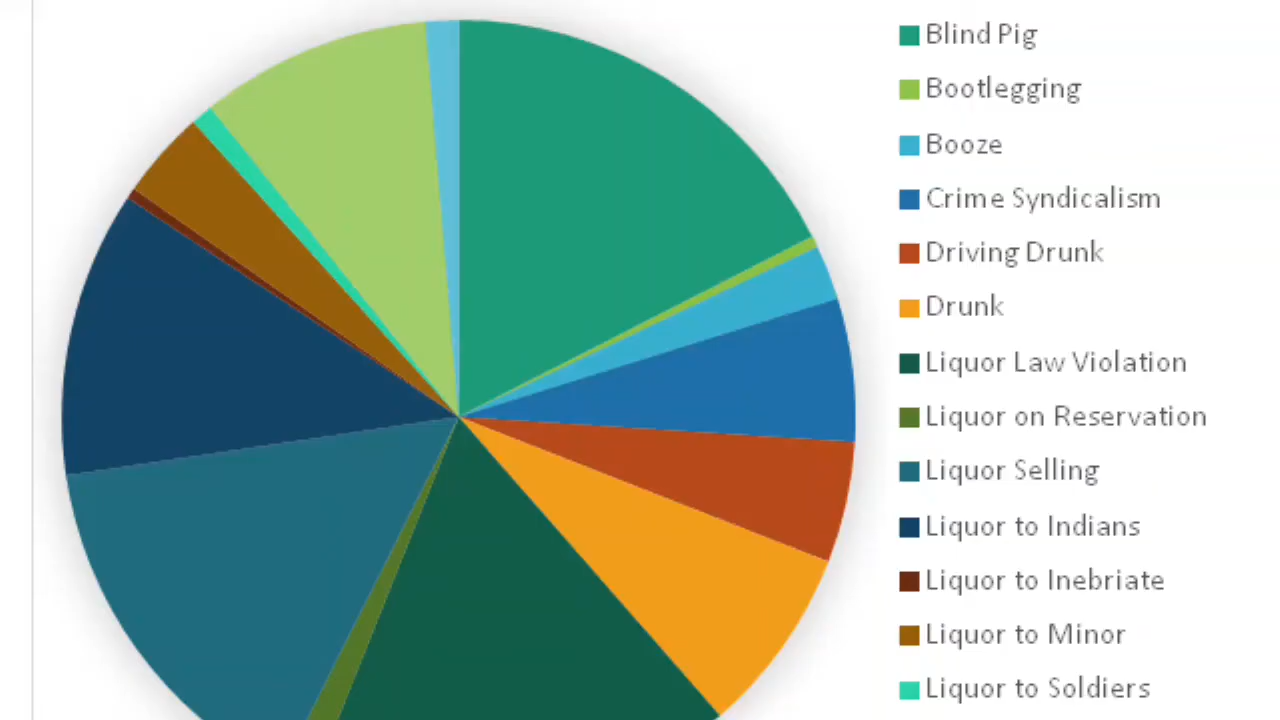 Blind Pig
Bootlegging
Booze
Crime Syndicalism
Driving Drunk
Drunk
Liquor Law Violation
Liquor on Reservation
Liquor Selling
Liquor to Indians
Liquor to Inebriate
Liquor to Minor
Liquor to Soldiers